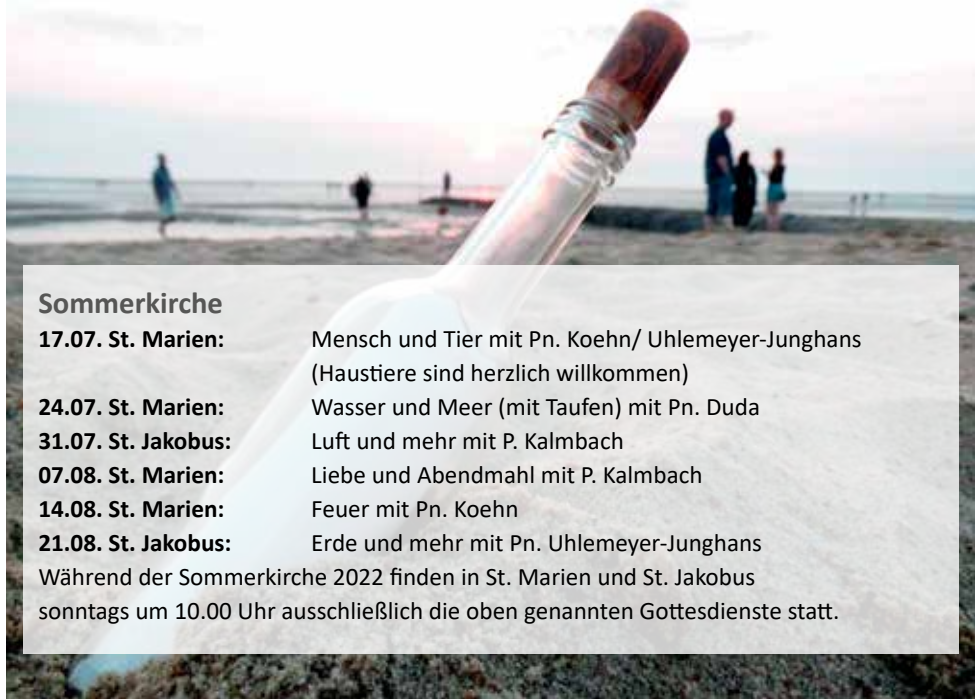 Sommerkirche
17.07. St. Marien: Mensch und Tier mit Pn. Koehn/ Uhlemeyer-Junghans
(Haustiere sind herzlich willkommen)
24.07. St. Marien: Wasser und Meer (mit Taufen) mit Pn. Duda
31.07. St. Jakobus: Luft und mehr mit P. Kalmbach
07.08. St. Marien: Liebe und Abendmahl mit P. Kalmbach
14.08. St. Marien: Feuer mit Pn. Koehn
21.08. St. Jakobus: Erde und mehr mit Pn. Uhlemeyer-Junghans
Während der Sommerkirche 2022 finden in St. Marien und St. Jakobus
sonntags um 10.00 Uhr ausschließlich die oben genannten Gottesdienste statt.